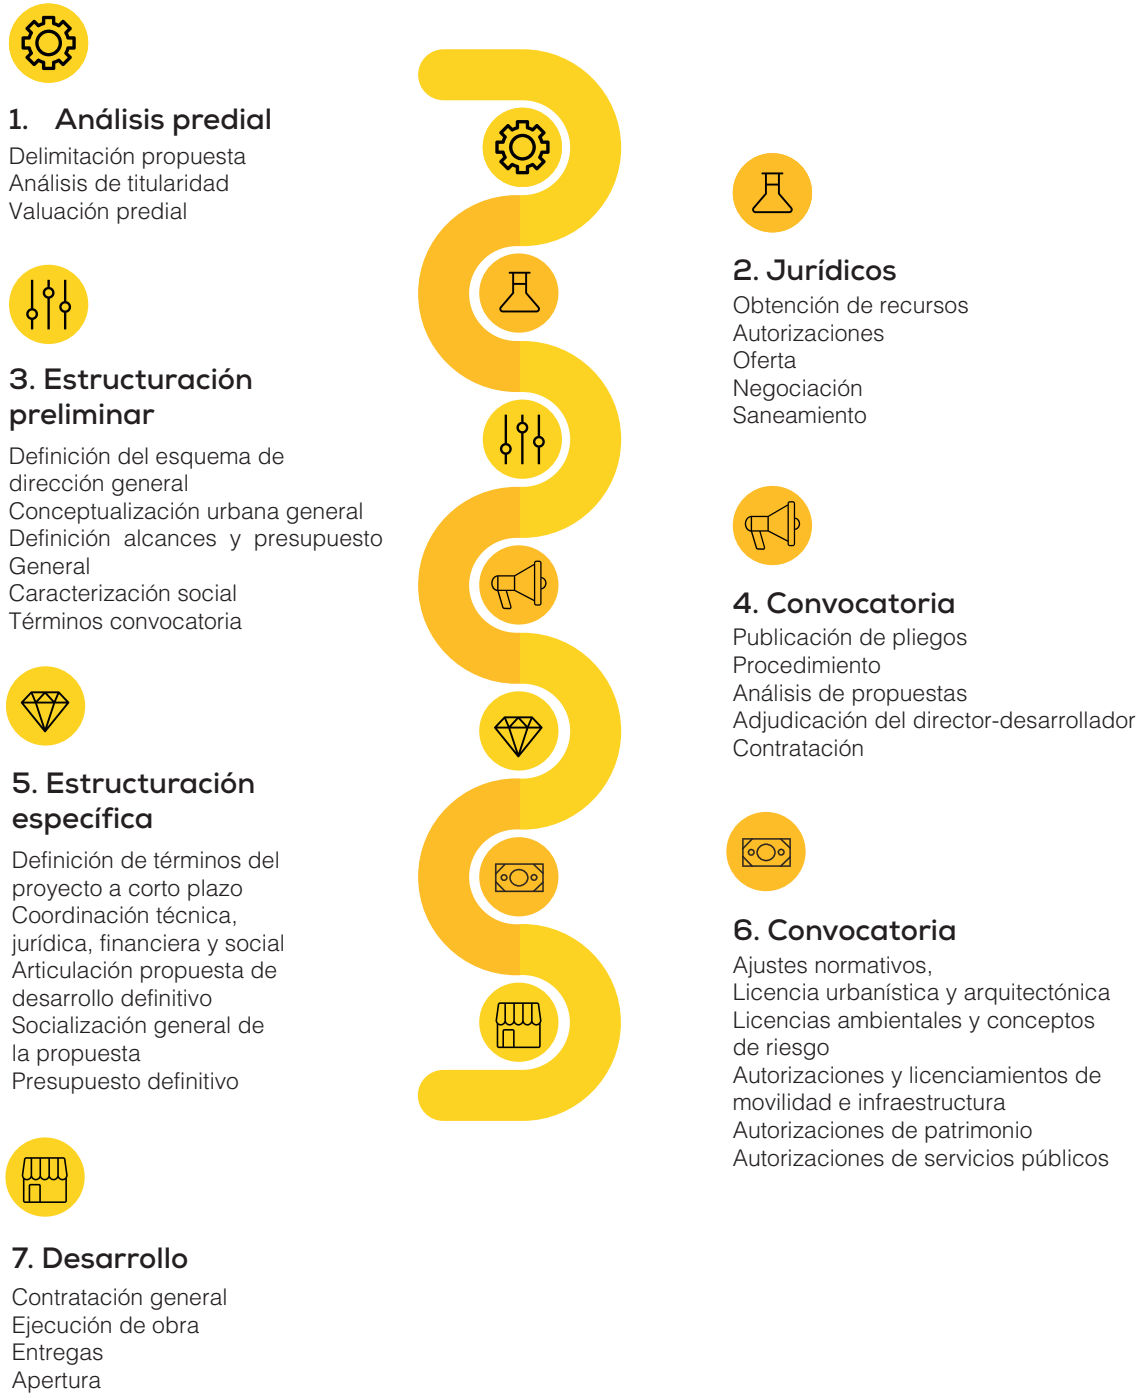 1. Análisis predial
Delimitación propuesta
Análisis de titularidad
Valuación predial
2. Jurídicos
Obtención de recursos
Autorizaciones
Oferta
Negociación
Saneamiento
3. Estructuración
preliminar
Definición del esquema de
dirección general
Conceptualización urbana general
Definición alcances y presupuesto
General
Caracterización social
Términos convocatoria
4. Convocatoria
Publicación de pliegos
Procedimiento
Análisis de propuestas
Adjudicación del director-desarrollador
Contratación
5. Estructuración
específica
Definición de términos del
proyecto a corto plazo
Coordinación técnica,
jurídica, financiera y social
Articulación propuesta de
desarrollo definitivo
Socialización general de
la propuesta
Presupuesto definitivo
6. Convocatoria
Ajustes normativos,
Licencia urbanística y arquitectónica
Licencias ambientales y conceptos
de riesgo
Autorizaciones y licenciamientos de
movilidad e infraestructura
Autorizaciones de patrimonio
Autorizaciones de servicios públicos
7. Desarrollo
Contratación general
Ejecución de obra
Entregas
Apertura